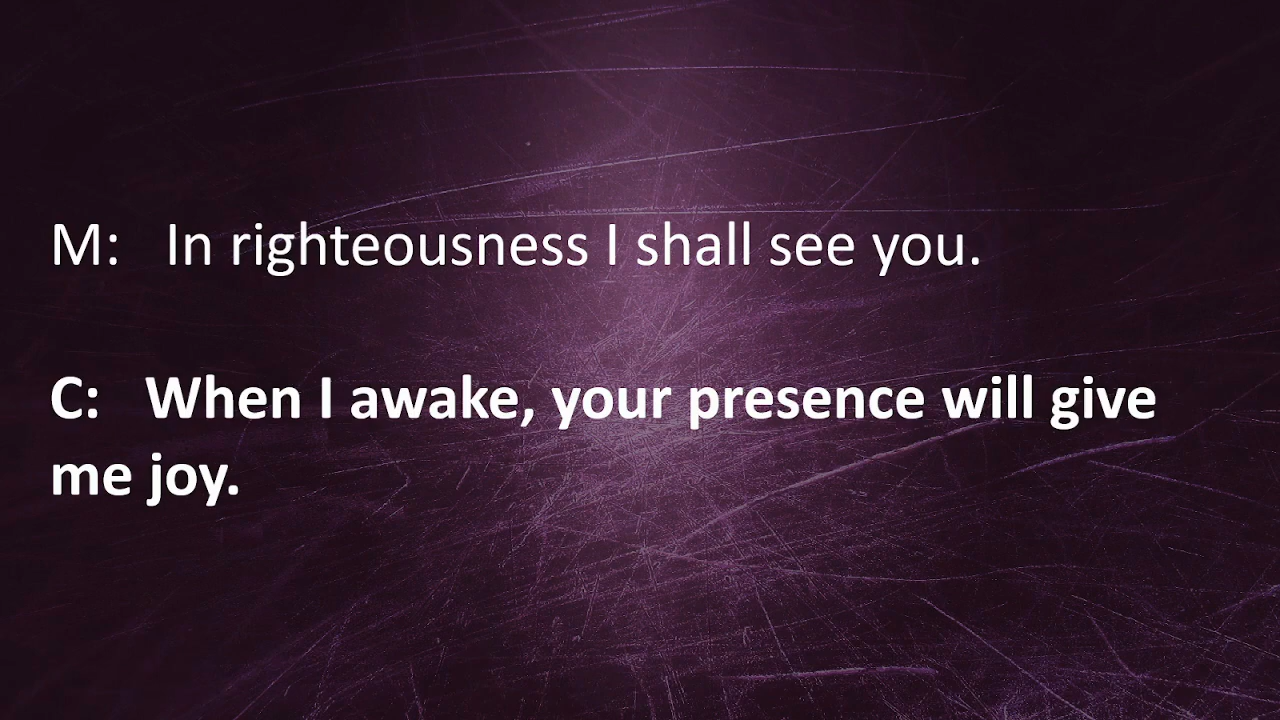 M: In righteousness I shall see you.
C: When I awake, your presence will give
me joy.